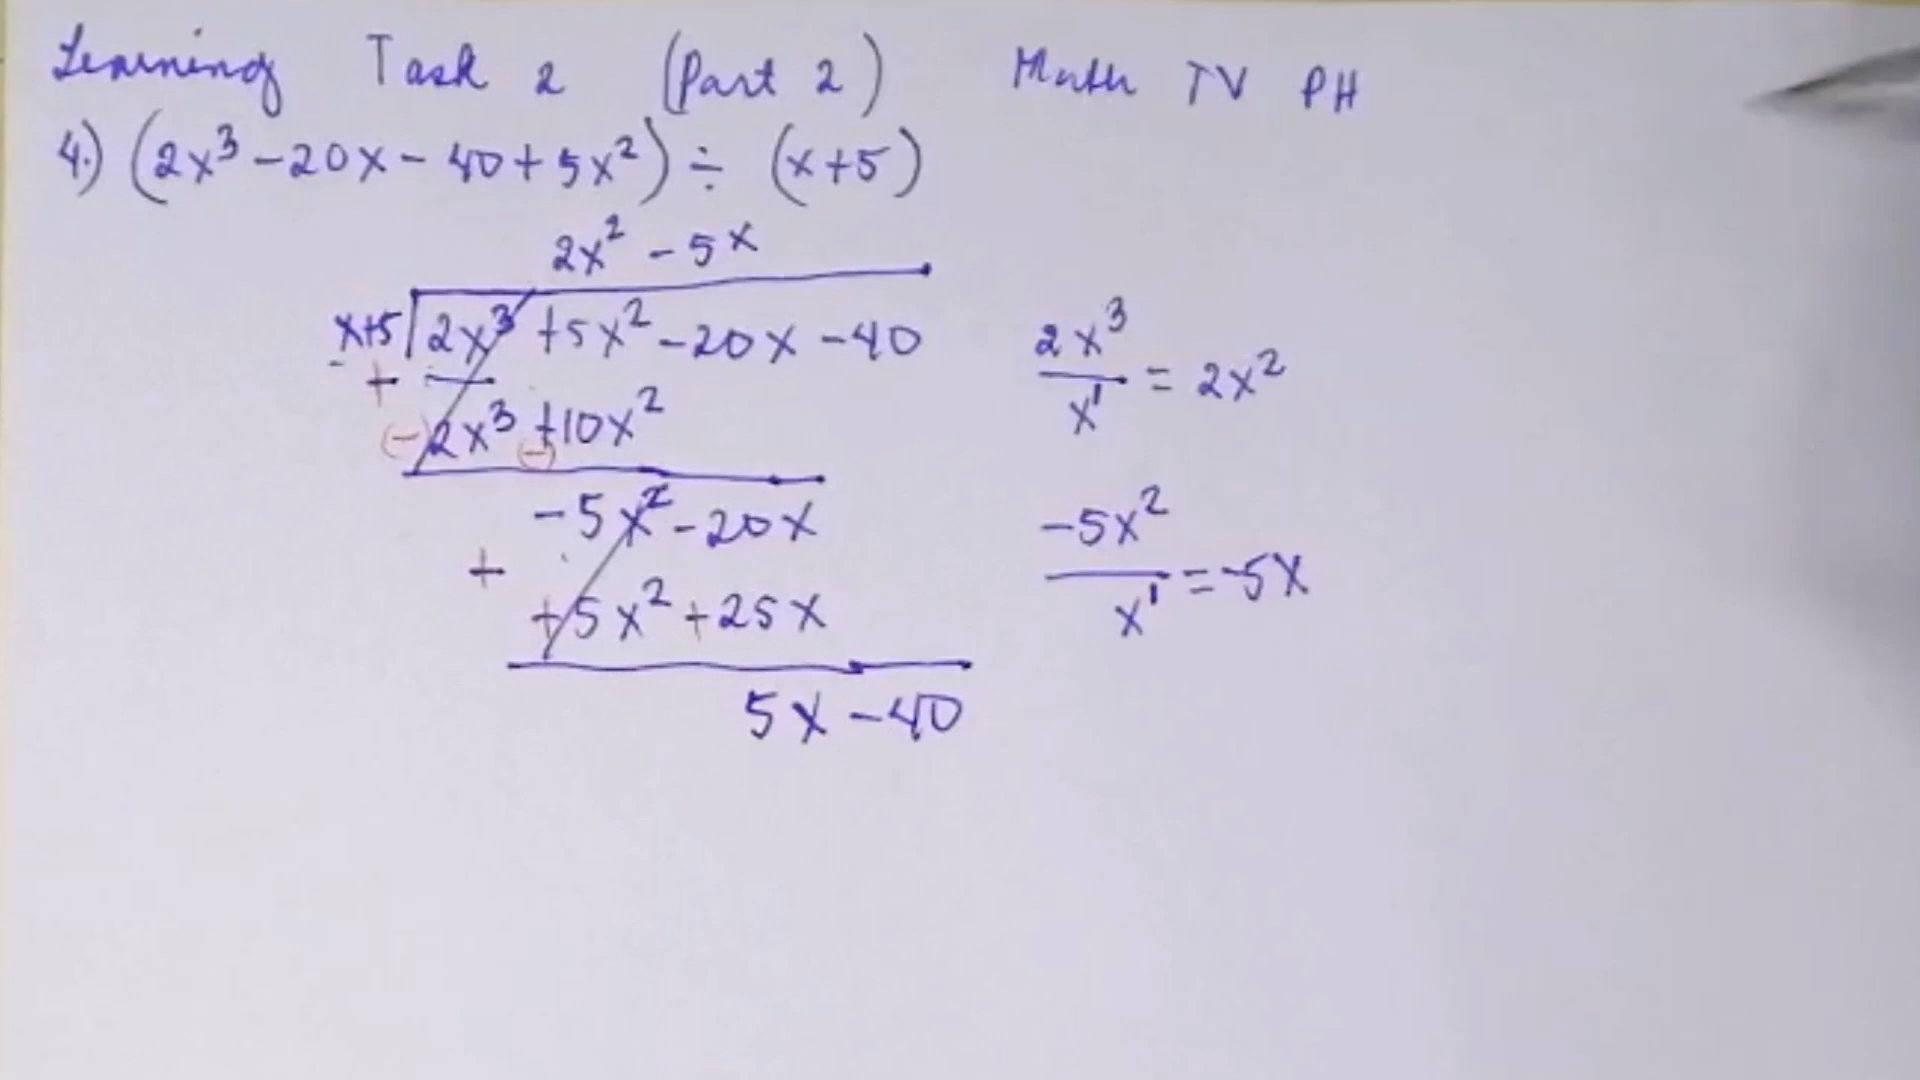 Learning Task 2 (Part 2) Math TV PH
4.) (2x³ - 20x - 40 + 5x²) ÷ (x+5)
2x² - 5x
x+5 2x³ +5x² - 20x - 40
+
(-) 2x³ +10x² (-)
-5x² - 20x
+
+5x² + 25x
5x - 40
2x³/x¹ = 2x²
-5x²/x¹ = -5x